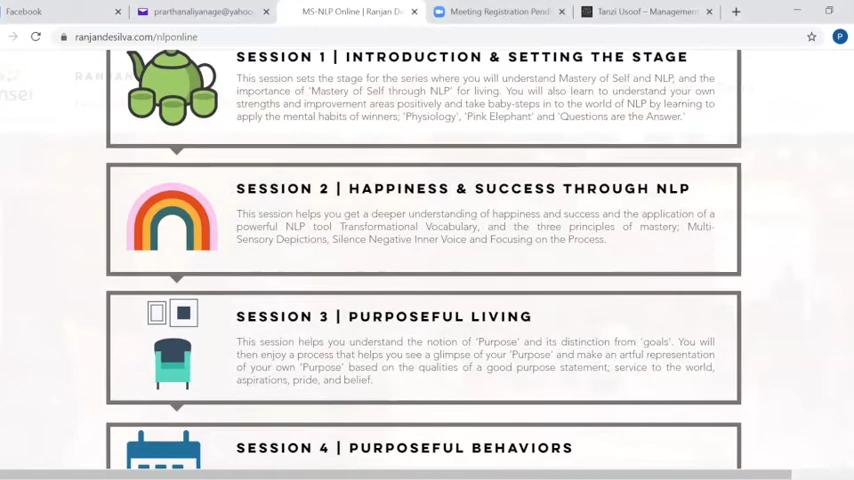 Facebook
prarthanaliyanage@yahoo
MS-NLP Online | Ranjan De
Meeting Registration Pend
Tanzi Usoof – Management
ranjandesilva.com/nlponline
P
SESSION 1 | INTRODUCTION & SETTING THE STAGE
This session sets the stage for the series where you will understand Mastery of Self and NLP, and the
importance of 'Mastery of Self through NLP' for living. You will also learn to understand your own
strengths and improvement areas positively and take baby-steps in to the world of NLP by learning to
apply the mental habits of winners; 'Physiology', 'Pink Elephant' and 'Questions are the Answer.'
SESSION 2 | HAPPINESS & SUCCESS THROUGH NLP
This session helps you get a deeper understanding of happiness and success and the application of a
powerful NLP tool Transformational Vocabulary, and the three principles of mastery; Multi-
Sensory Depictions, Silence Negative Inner Voice and Focusing on the Process.
SESSION 3 | PURPOSEFUL LIVING
This session helps you understand the notion of 'Purpose' and its distinction from 'goals'. You will
then enjoy a process that helps you see a glimpse of your 'Purpose' and make an artful representation
of your own 'Purpose' based on the qualities of a good purpose statement; service to the world,
aspirations, pride, and belief.
SESSION 4 | PURPOSEFUL BEHAVIORS